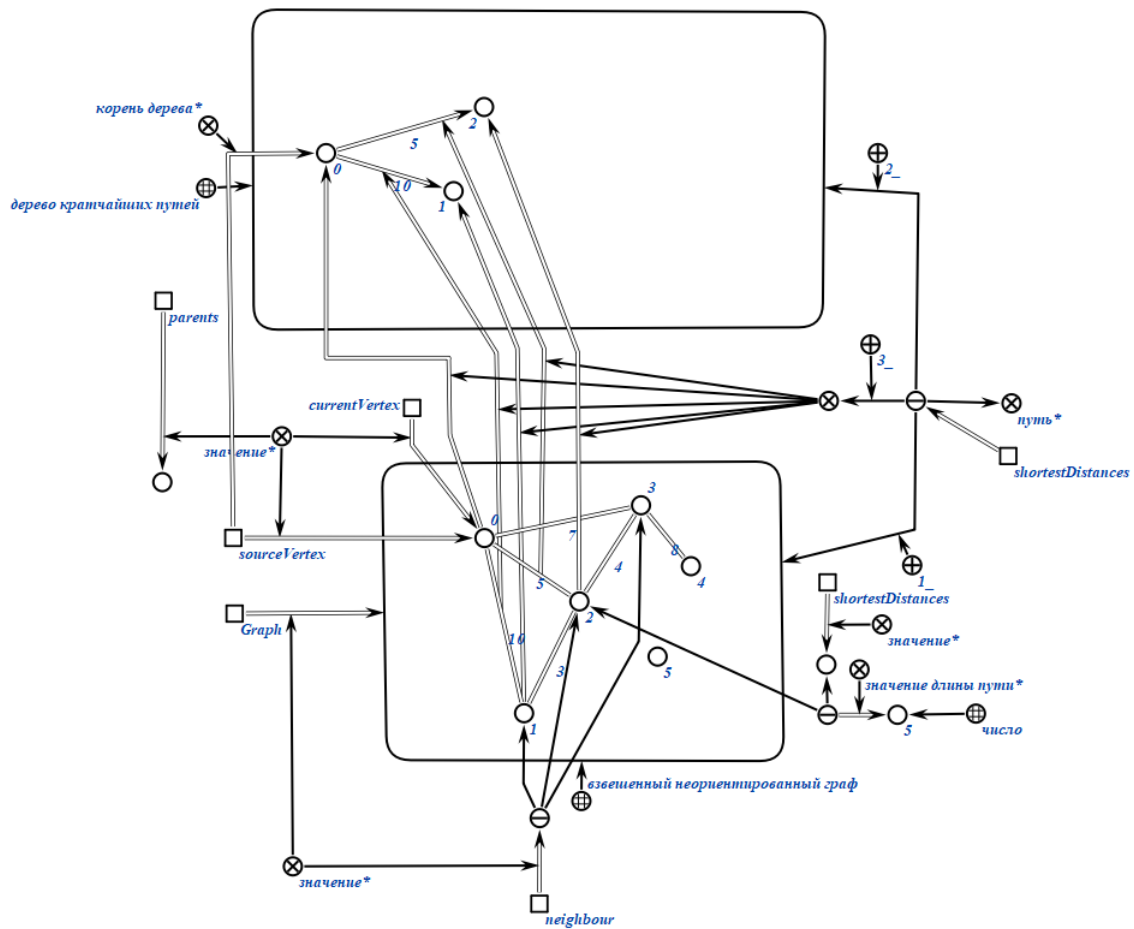 корень дерева*
2
5
0
10
1
2_
дерево кратчайших путей
parents
3_
currentVertex
значение*
путь*
shortestDistances
3
0
7
8
sourceVertex
5
4
4
1_
shortestDistances
Graph
2
10
значение*
3
5
значение длины пути*
1
5
число
взвешенный неориентированный граф
значение*
neighbour